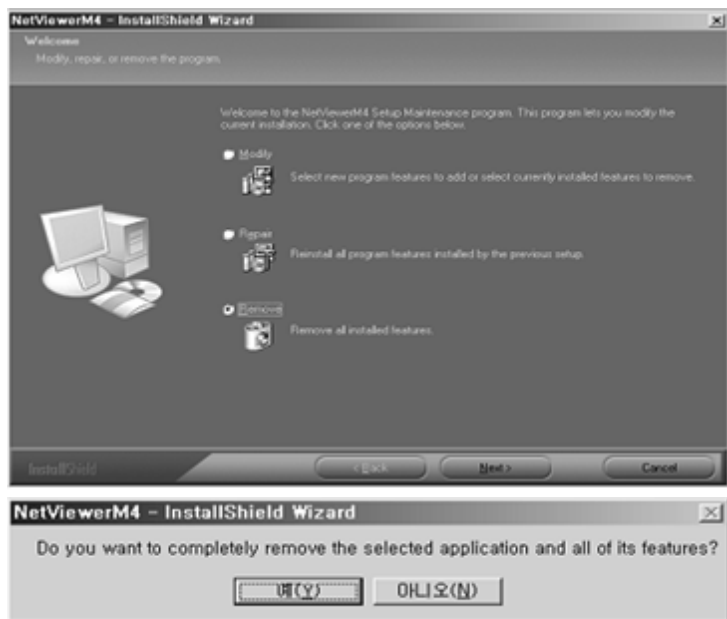 NetViewerM4 - InstallShield Wizard
Welcome
Modify, repair, or remove the program.
Welcome to the NetViewerM4 Setup Maintenance program. This program lets you modify the
current installation. Click one of the options below.
Modify
Select new program features to add or select currently installed features to remove.
Repair
Reinstall all program features installed by the previous setup.
Remove
Remove all installed features.
InstallShield
< Back
Next >
Cancel
NetViewerM4 - InstallShield Wizard
Do you want to completely remove the selected application and all of its features?
예(Y)
아니오(N)